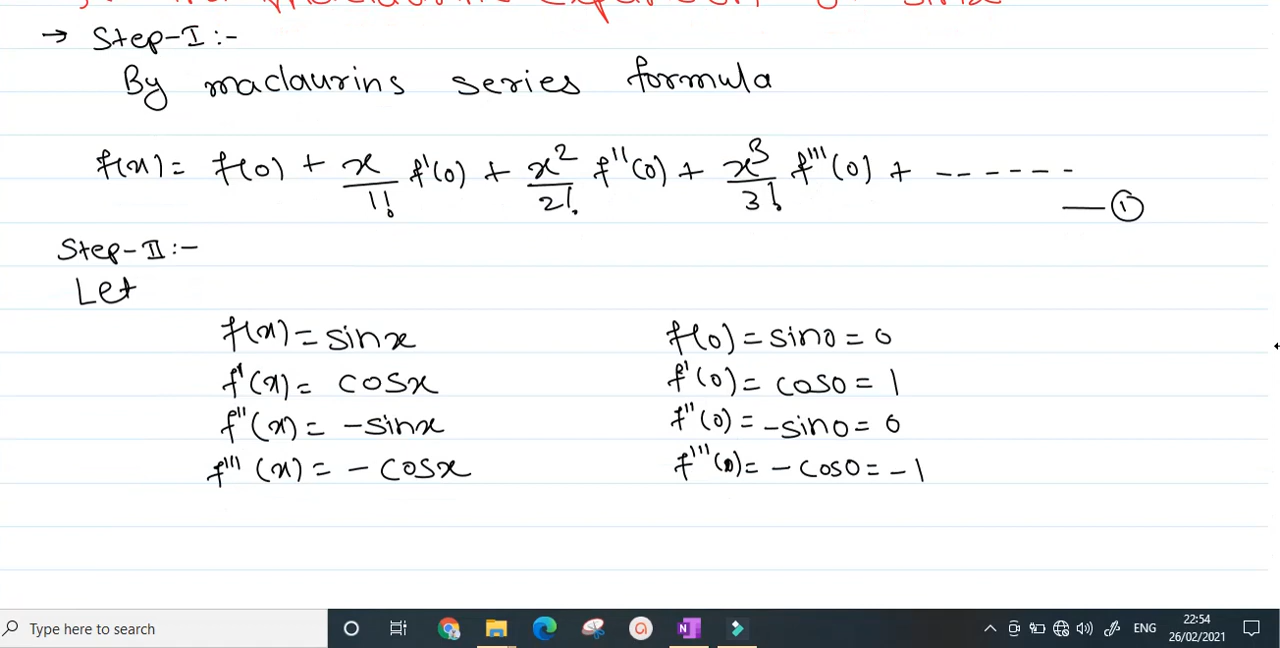 → Step-I :-
By maclaurins series formula
f(x) = f(0) + x/1! f'(0) + x²/2! f''(0) + x³/3! f'''(0) + ------
— ①
Step-II :-
Let
f(x) = sinx f(0) = sin0 = 0
f'(x) = cosx f'(0) = cos0 = 1
f''(x) = -sinx f''(0) = -sin0 = 0
f'''(x) = - cosx f'''(0) = - cos0 = -1
Type here to search
ENG
22:54
26/02/2021